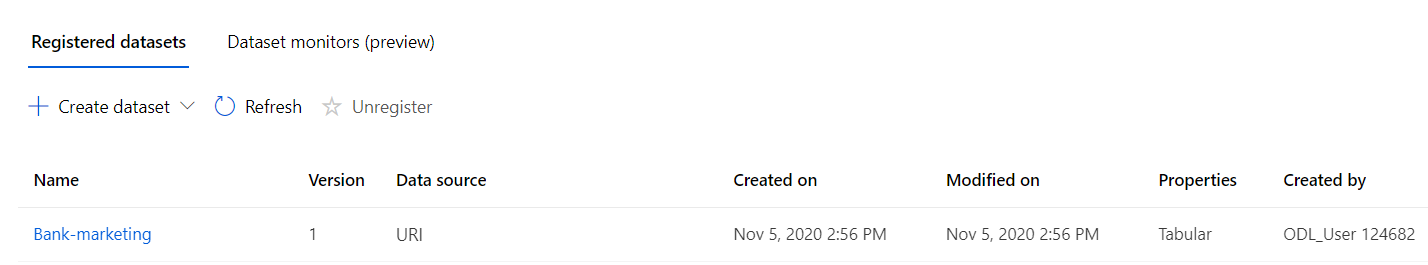 Registered datasets Dataset monitors (preview)
Create dataset Refresh Unregister
Name Version Data source Created on Modified on Properties Created by
Bank-marketing 1 URI Nov 5, 2020 2:56 PM Nov 5, 2020 2:56 PM Tabular ODL_User 124682